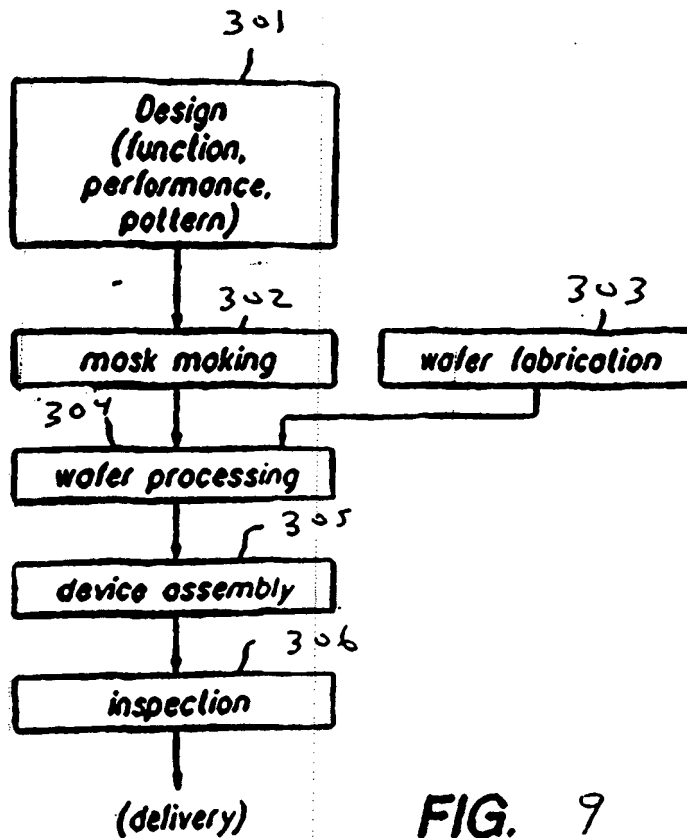 301
Design
(function,
performance,
pattern)
302
mask making
303
wafer fabrication
304
wafer processing
305
device assembly
306
inspection
(delivery)
FIG. 9